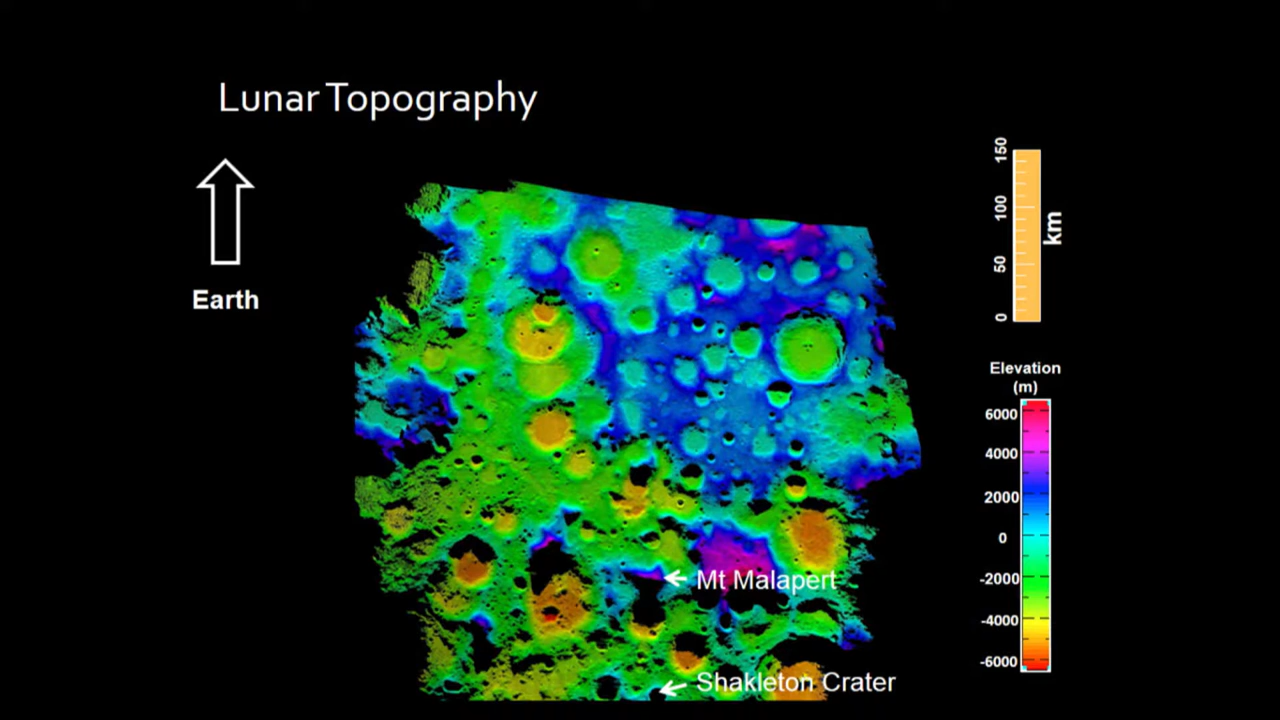 Lunar Topography
Earth
150
100
50
0
km
Elevation
(m)
6000
4000
2000
0
-2000
-4000
-6000
Mt Malapert
Shakleton Crater